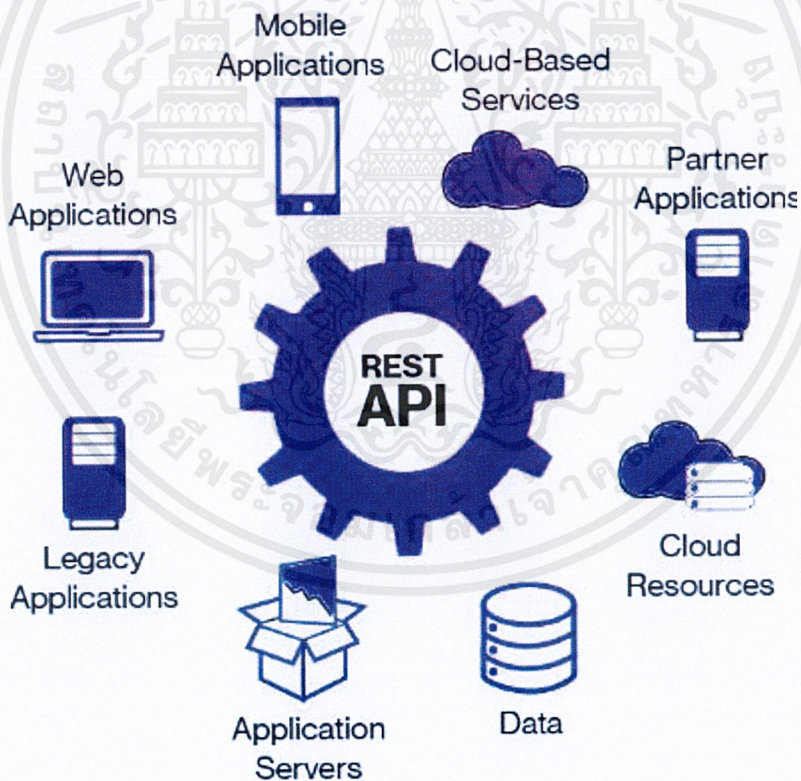 Mobile
Applications
Cloud-Based
Services
Web
Applications
Partner
Applications
REST
API
Legacy
Applications
Cloud
Resources
Application
Servers
Data